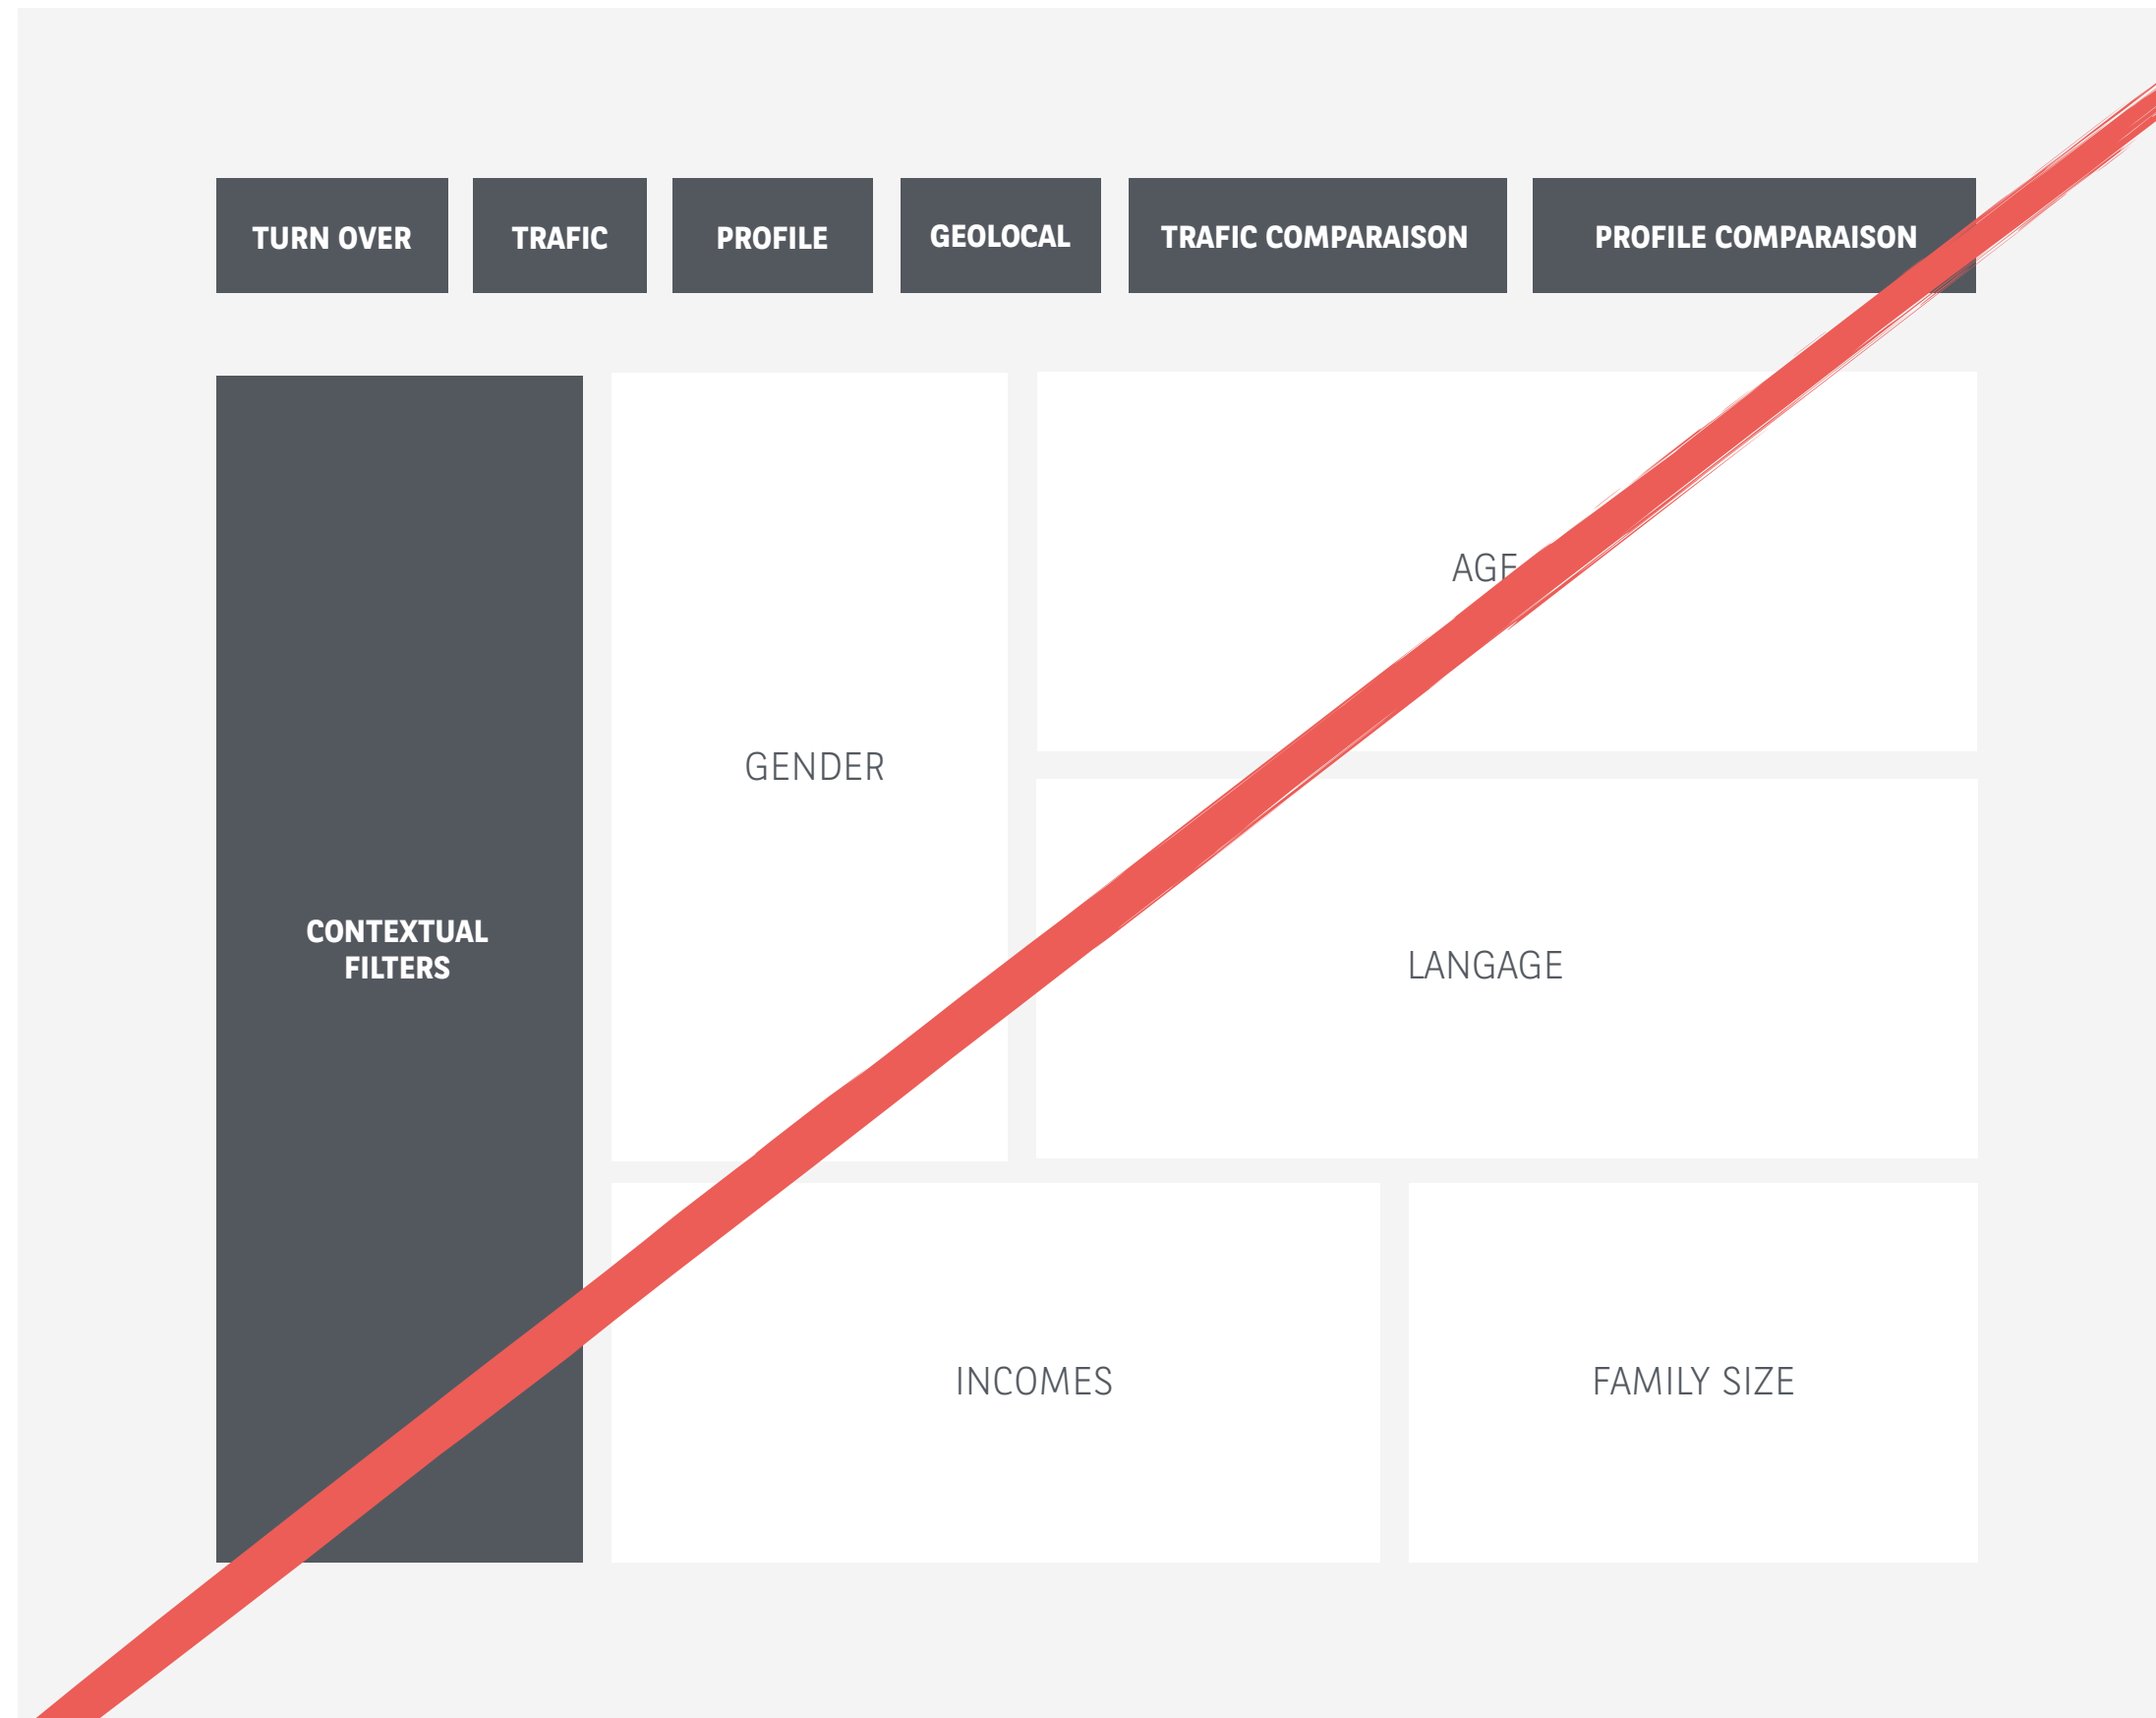 TURN OVER
TRAFIC
PROFILE
GEOLOCAL
TRAFIC COMPARAISON
PROFILE COMPARAISON
CONTEXTUAL
FILTERS
GENDER
AGE
LANGAGE
INCOMES
FAMILY SIZE